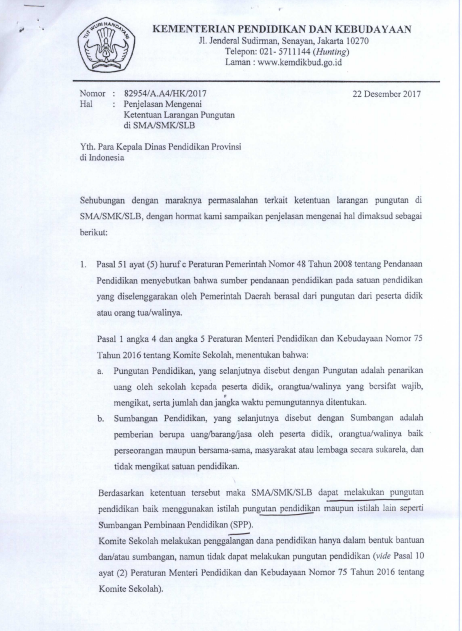 TUT WURI HANDAYANI
KEMENTERIAN PENDIDIKAN DAN KEBUDAYAAN
Jl. Jenderal Sudirman, Senayan, Jakarta 10270
Telepon: 021- 5711144 (Hunting)
Laman : www.kemdikbud.go.id
Nomor : 82954/A.A4/HK/2017 22 Desember 2017
Hal : Penjelasan Mengenai
Ketentuan Larangan Pungutan
di SMA/SMK/SLB
Yth. Para Kepala Dinas Pendidikan Provinsi
di Indonesia
Sehubungan dengan maraknya permasalahan terkait ketentuan larangan pungutan di
SMA/SMK/SLB, dengan hormat kami sampaikan penjelasan mengenai hal dimaksud sebagai
berikut:
1. Pasal 51 ayat (5) huruf c Peraturan Pemerintah Nomor 48 Tahun 2008 tentang Pendanaan
Pendidikan menyebutkan bahwa sumber pendanaan pendidikan pada satuan pendidikan
yang diselenggarakan oleh Pemerintah Daerah berasal dari pungutan dari peserta didik
atau orang tua/walinya.
Pasal 1 angka 4 dan angka 5 Peraturan Menteri Pendidikan dan Kebudayaan Nomor 75
Tahun 2016 tentang Komite Sekolah, menentukan bahwa:
a. Pungutan Pendidikan, yang selanjutnya disebut dengan Pungutan adalah penarikan
uang oleh sekolah kepada peserta didik, orangtua/walinya yang bersifat wajib,
mengikat, serta jumlah dan jangka waktu pemungutannya ditentukan.
b. Sumbangan Pendidikan, yang selanjutnya disebut dengan Sumbangan adalah
pemberian berupa uang/barang/jasa oleh peserta didik, orangtua/walinya baik
perseorangan maupun bersama-sama, masyarakat atau lembaga secara sukarela, dan
tidak mengikat satuan pendidikan.
Berdasarkan ketentuan tersebut maka SMA/SMK/SLB dapat melakukan pungutan
pendidikan baik menggunakan istilah pungutan pendidikan maupun istilah lain seperti
Sumbangan Pembinaan Pendidikan (SPP).
Komite Sekolah melakukan penggalangan dana pendidikan hanya dalam bentuk bantuan
dan/atau sumbangan, namun tidak dapat melakukan pungutan pendidikan (vide Pasal 10
ayat (2) Peraturan Menteri Pendidikan dan Kebudayaan Nomor 75 Tahun 2016 tentang
Komite Sekolah).